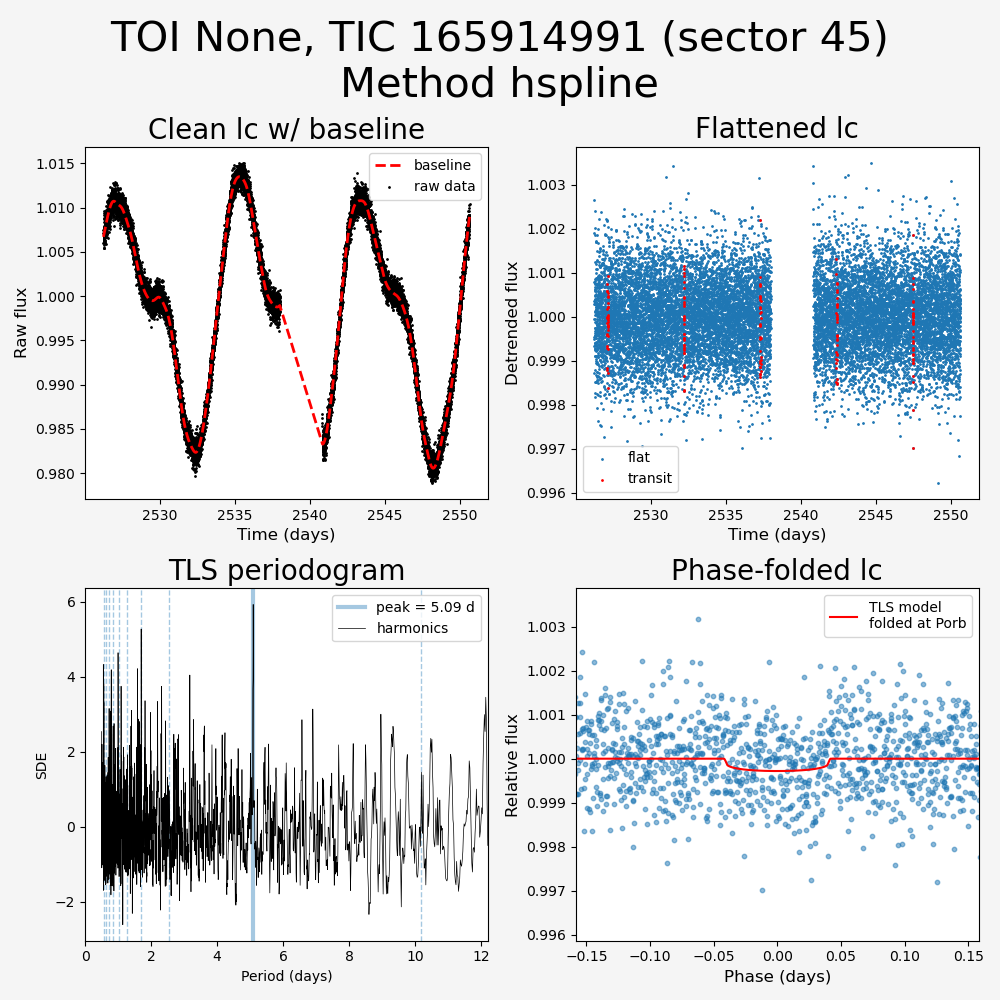 TOI None, TIC 165914991 (sector 45)
Method hspline
Clean lc w/ baseline
Raw flux
1.015
1.010
1.005
1.000
0.995
0.990
0.985
0.980
baseline
raw data
2530
2535
2540
2545
2550
Time (days)
Flattened lc
Detrended flux
1.003
1.002
1.001
1.000
0.999
0.998
0.997
0.996
flat
transit
2530
2535
2540
2545
2550
Time (days)
TLS periodogram
SDE
6
4
2
0
−2
peak = 5.09 d
harmonics
0
2
4
6
8
10
12
Period (days)
Phase-folded lc
Relative flux
1.003
1.002
1.001
1.000
0.999
0.998
0.997
0.996
TLS model
folded at Porb
−0.15
−0.10
−0.05
0.00
0.05
0.10
0.15
Phase (days)